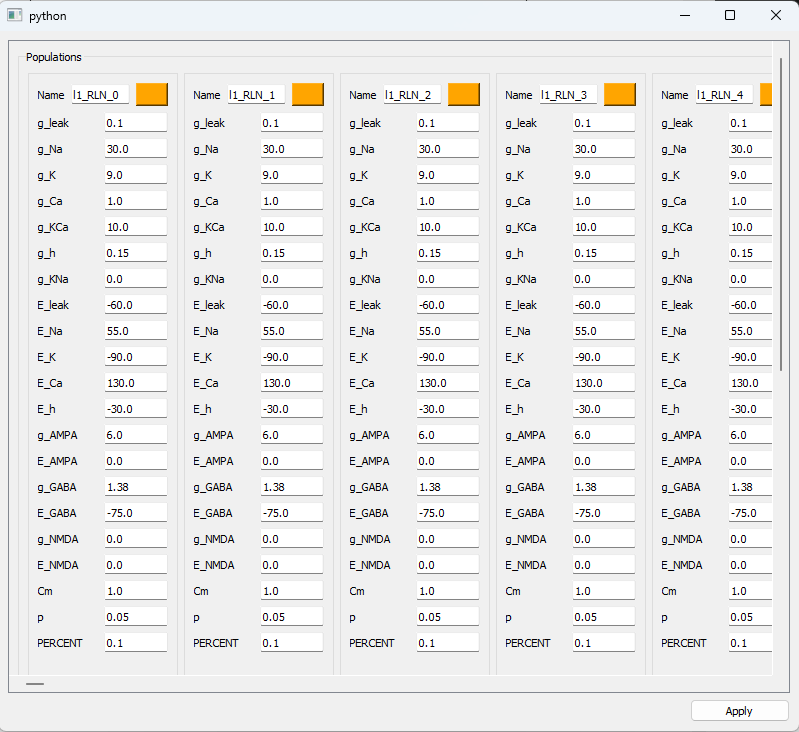 python
Populations
Name l1_RLN_0 Name l1_RLN_1 Name l1_RLN_2 Name l1_RLN_3 Name l1_RLN_4
g_leak 0.1 g_leak 0.1 g_leak 0.1 g_leak 0.1 g_leak 0.1
g_Na 30.0 g_Na 30.0 g_Na 30.0 g_Na 30.0 g_Na 30.0
g_K 9.0 g_K 9.0 g_K 9.0 g_K 9.0 g_K 9.0
g_Ca 1.0 g_Ca 1.0 g_Ca 1.0 g_Ca 1.0 g_Ca 1.0
g_KCa 10.0 g_KCa 10.0 g_KCa 10.0 g_KCa 10.0 g_KCa 10.0
g_h 0.15 g_h 0.15 g_h 0.15 g_h 0.15 g_h 0.15
g_KNa 0.0 g_KNa 0.0 g_KNa 0.0 g_KNa 0.0 g_KNa 0.0
E_leak -60.0 E_leak -60.0 E_leak -60.0 E_leak -60.0 E_leak -60.0
E_Na 55.0 E_Na 55.0 E_Na 55.0 E_Na 55.0 E_Na 55.0
E_K -90.0 E_K -90.0 E_K -90.0 E_K -90.0 E_K -90.0
E_Ca 130.0 E_Ca 130.0 E_Ca 130.0 E_Ca 130.0 E_Ca 130.0
E_h -30.0 E_h -30.0 E_h -30.0 E_h -30.0 E_h -30.0
g_AMPA 6.0 g_AMPA 6.0 g_AMPA 6.0 g_AMPA 6.0 g_AMPA 6.0
E_AMPA 0.0 E_AMPA 0.0 E_AMPA 0.0 E_AMPA 0.0 E_AMPA 0.0
g_GABA 1.38 g_GABA 1.38 g_GABA 1.38 g_GABA 1.38 g_GABA 1.38
E_GABA -75.0 E_GABA -75.0 E_GABA -75.0 E_GABA -75.0 E_GABA -75.0
g_NMDA 0.0 g_NMDA 0.0 g_NMDA 0.0 g_NMDA 0.0 g_NMDA 0.0
E_NMDA 0.0 E_NMDA 0.0 E_NMDA 0.0 E_NMDA 0.0 E_NMDA 0.0
Cm 1.0 Cm 1.0 Cm 1.0 Cm 1.0 Cm 1.0
p 0.05 p 0.05 p 0.05 p 0.05 p 0.05
PERCENT 0.1 PERCENT 0.1 PERCENT 0.1 PERCENT 0.1 PERCENT 0.1
Apply